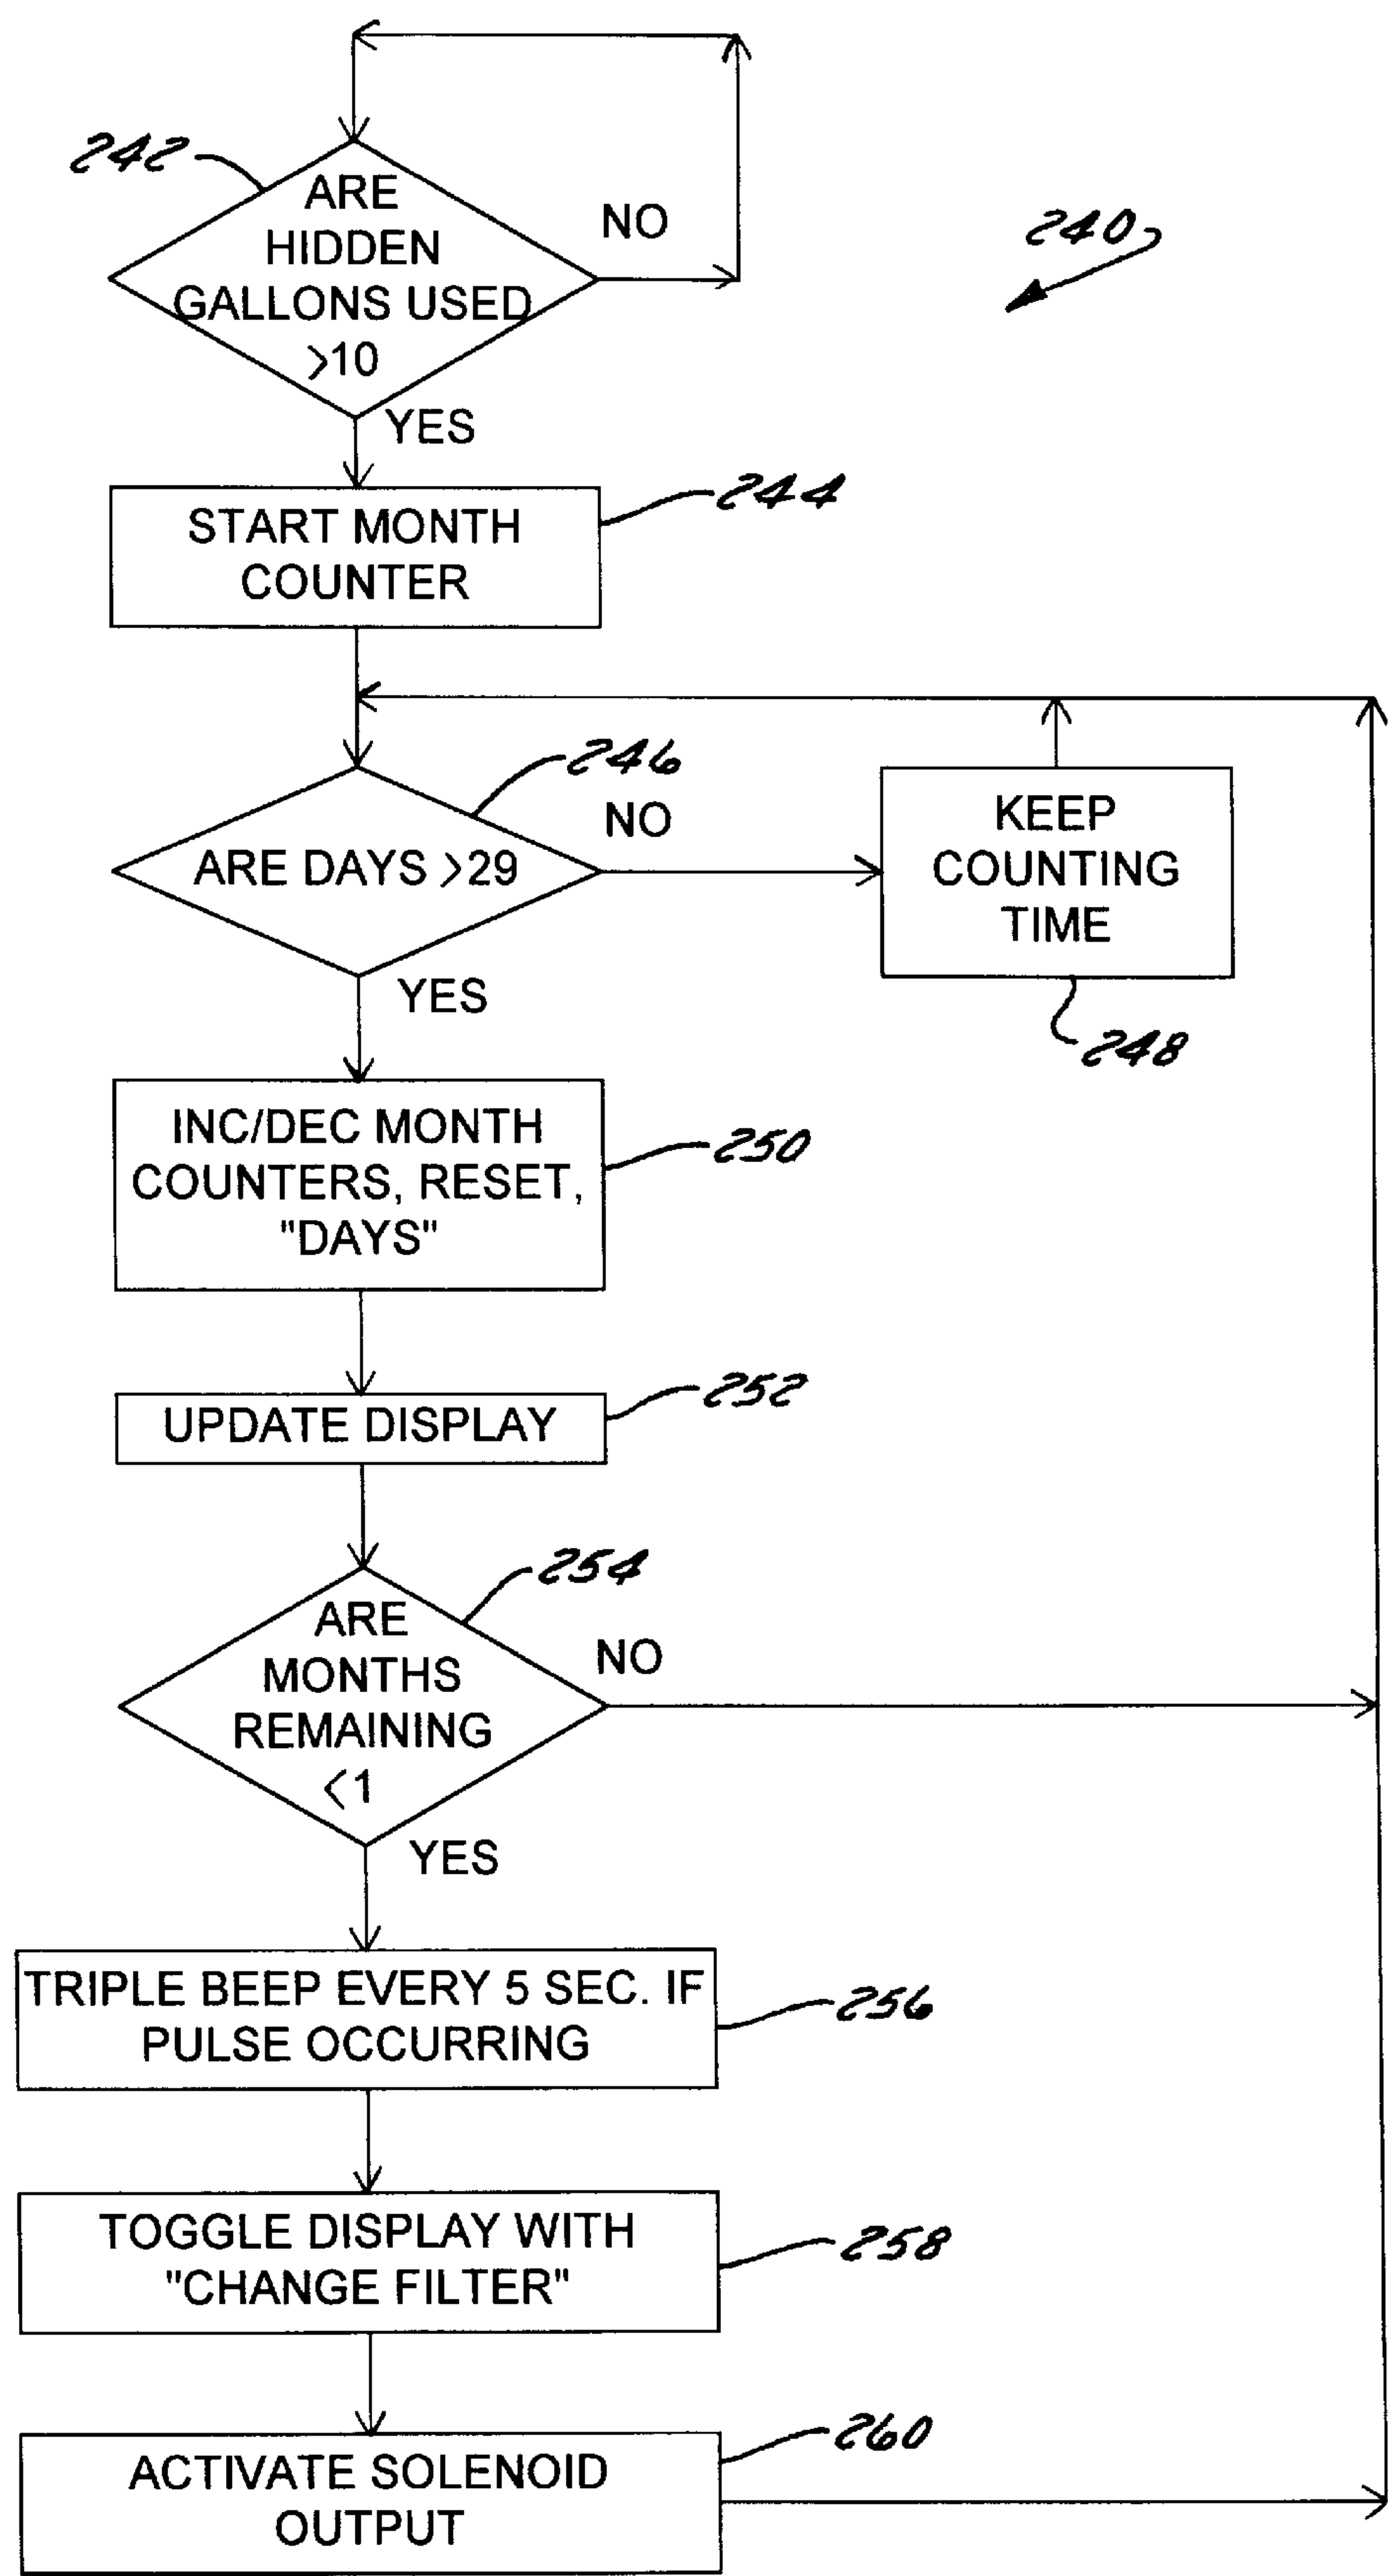 242
ARE
HIDDEN
GALLONS USED
>10
NO
240
YES
244
START MONTH
COUNTER
246
NO
ARE DAYS >29
KEEP
COUNTING
TIME
YES
248
INC/DEC MONTH
COUNTERS, RESET,
"DAYS"
250
252
UPDATE DISPLAY
254
ARE
MONTHS
REMAINING
<1
NO
YES
TRIPLE BEEP EVERY 5 SEC. IF
PULSE OCCURRING
256
TOGGLE DISPLAY WITH
"CHANGE FILTER"
258
260
ACTIVATE SOLENOID
OUTPUT